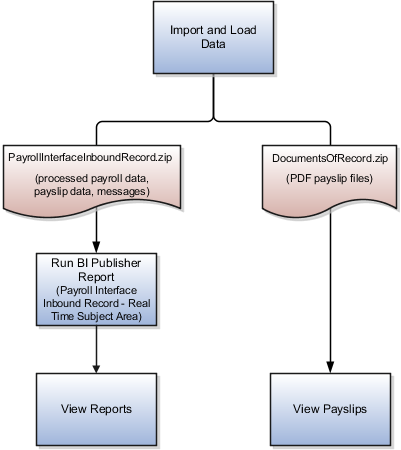 Import and Load
Data
PayrollInterfaceInboundRecord.zip
(processed payroll data,
payslip data, messages)
DocumentsOfRecord.zip
(PDF payslip files)
Run BI Publisher
Report
(Payroll Interface
Inbound Record - Real
Time Subject Area)
View Reports
View Payslips